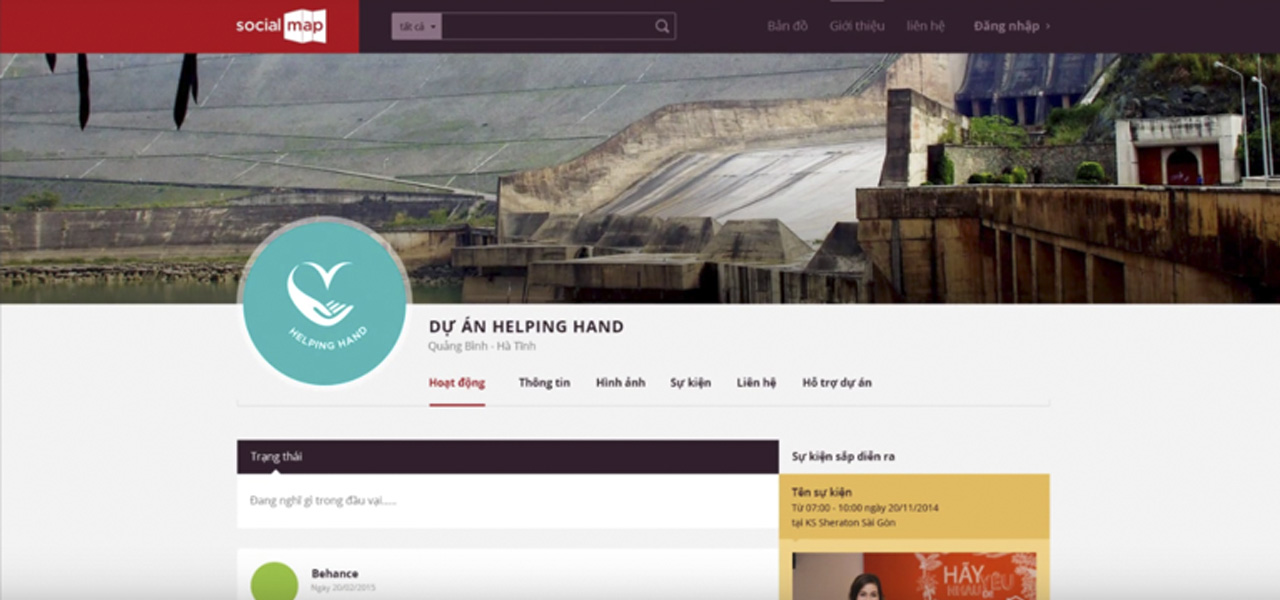 social map
tất cả
Bản đồ Giới thiệu liên hệ Đăng nhập ›
HELPING HAND
DỰ ÁN HELPING HAND
Quảng Bình - Hà Tĩnh
Hoạt động Thông tin Hình ảnh Sự kiện Liên hệ Hỗ trợ dự án
Trạng thái
Đang nghĩ gì trong đầu vại.....
Behance
Ngày 20/02/2015
Sự kiện sắp diễn ra
Tên sự kiện
Từ 07:00 - 10:00 ngày 20/11/2014
tại KS Sheraton Sài Gòn
HÃY YÊU
NHAU ĐI